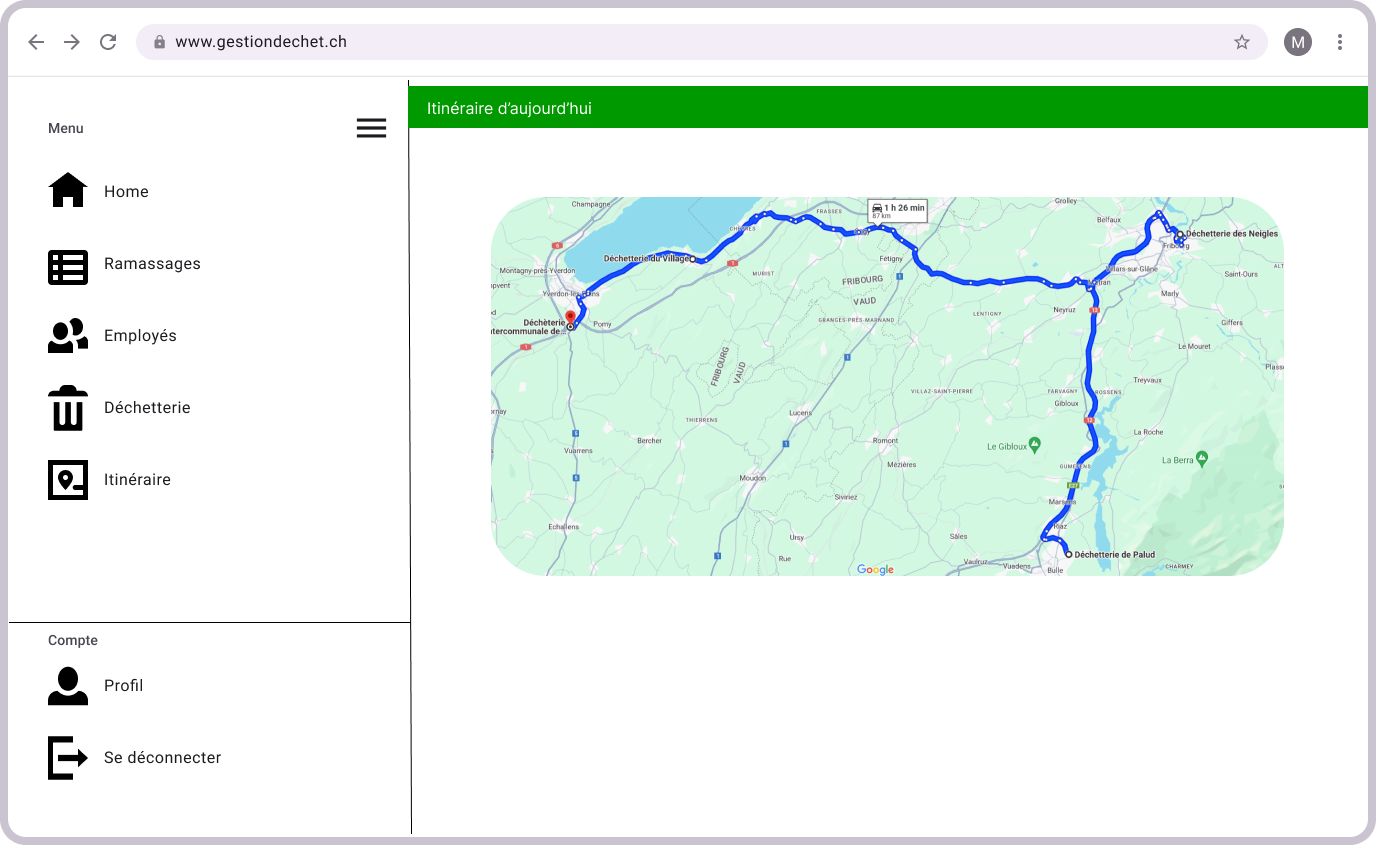 www.gestiondechet.ch
M
Menu
Home
Ramassages
Employés
Déchetterie
Itinéraire
Compte
Profil
Se déconnecter
Itinéraire d'aujourd'hui
Champagne
FRASSES
1 h 26 min
87 km
Grolley
Belfaux
CHEYRES
Déchetterie des Neigles
Fribourg
Déchetterie du Village
Montagny-près-Yverdon
MURIST
Fétigny
FRIBOURG
VAUD
Villars-sur-Glâne
Saint-Ours
Matran
Marly
Yverdon-les-Bains
Déchèterie
ntercommunale de...
Pomy
GRANGES-PRÈS-MARNAND
LENTIGNY
Neyruz
Giffers
Le Mouret
FRIBOURG
VAUD
Treyvaux
VILLAZ-SAINT-PIERRE
FARVAGNY
ROSSENS
Gibloux
Lucens
THIERRENS
La Roche
Bercher
Romont
Le Gibloux
Vuarrens
Mézières
La Berra
Moudon
Siviriez
Marsens
Echallens
Ursy
Sâles
Riaz
Rue
Vaulruz
Vuadens
Déchetterie de Palud
Bulle
CHARMEY
Google